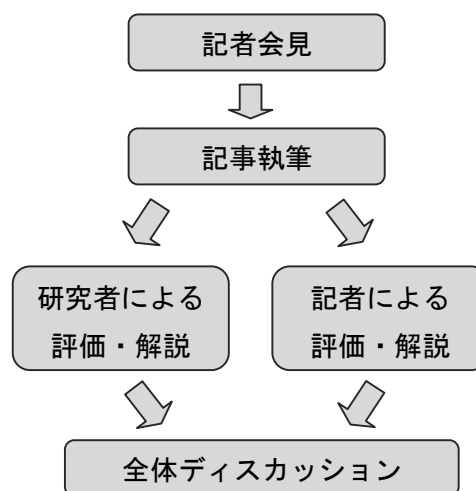 記者会見
記事執筆
研究者による
評価・解説
記者による
評価・解説
全体ディスカッション